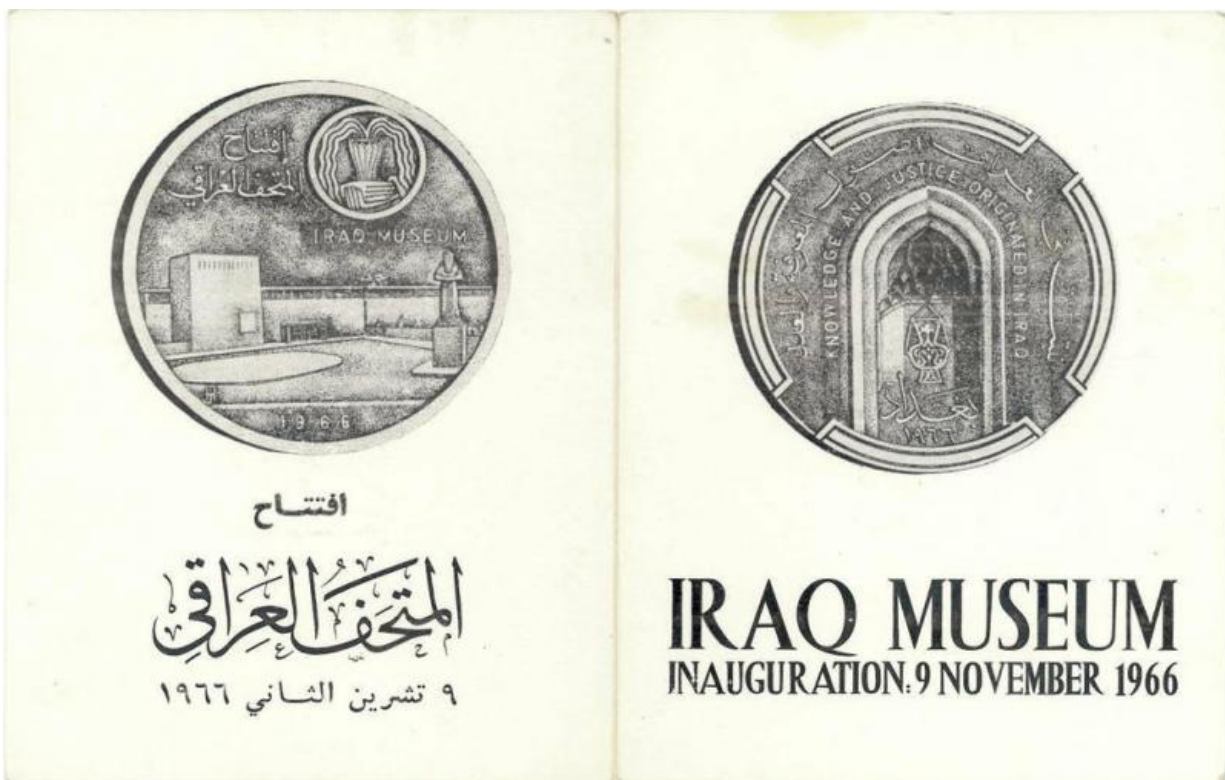 افتتاح
المتحف العراقي
IRAQ MUSEUM
1966
افتتاح
المتحف العراقي
٩ تشرين الثاني ١٩٦٦
KNOWLEDGE AND JUSTICE ORIGINATED IN IRAQ
بغداد
١٩٦٦
IRAQ MUSEUM
INAUGURATION: 9 NOVEMBER 1966